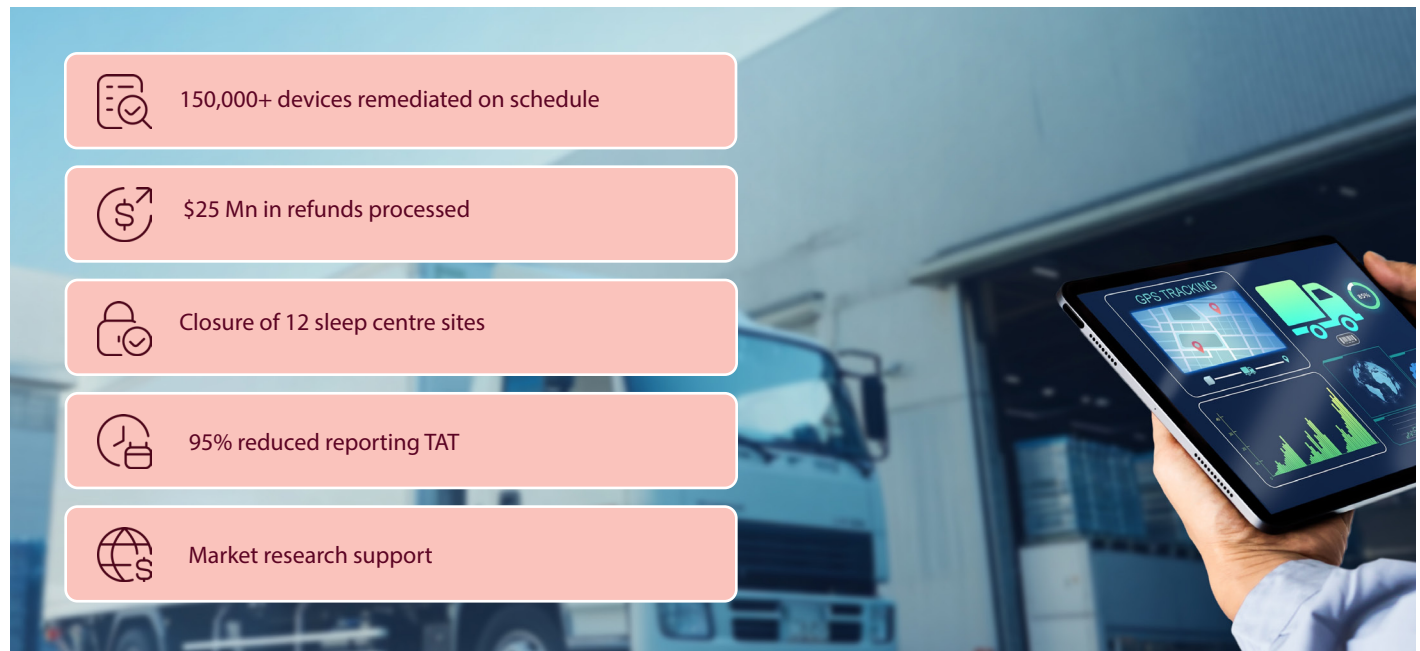 150,000+ devices remediated on schedule
$25 Mn in refunds processed
Closure of 12 sleep centre sites
95% reduced reporting TAT
Market research support
GPS TRACKING
85%